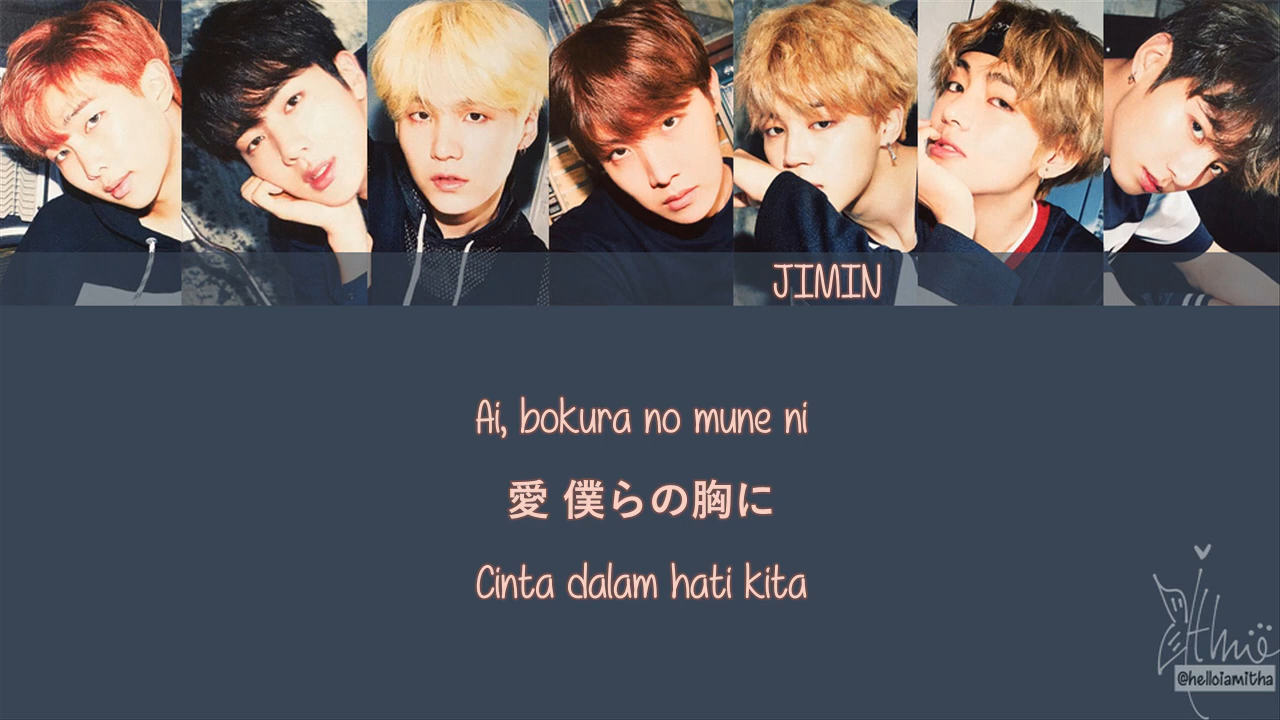 JIMIN
Ai, bokura no mune ni
愛 僕らの胸に
Cinta dalam hati kita
@helloiamitha